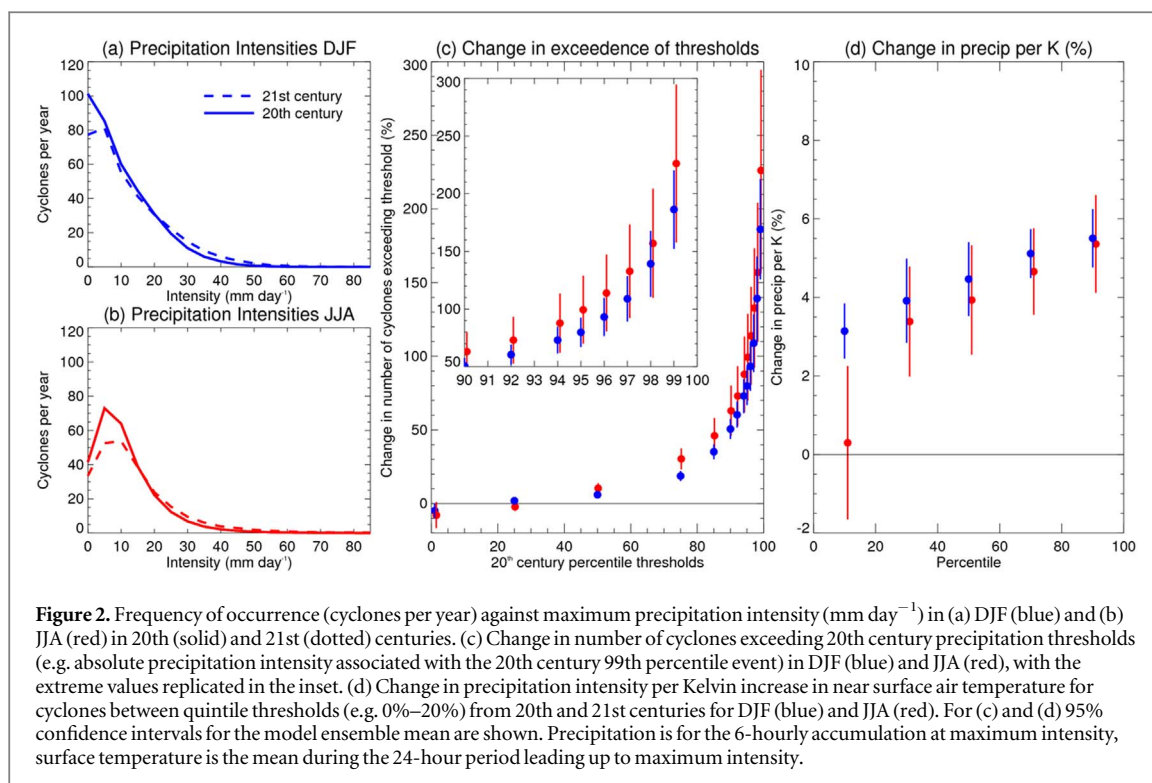 (a) Precipitation Intensities DJF
120
100
80
60
40
20
0
Cyclones per year
21st century
20th century
0 10 20 30 40 50 60 70 80
Intensity (mm day⁻¹)
(b) Precipitation Intensities JJA
120
100
80
60
40
20
0
Cyclones per year
0 10 20 30 40 50 60 70 80
Intensity (mm day⁻¹)
(c) Change in exceedence of thresholds
300
250
200
150
100
50
0
Change in number of cyclones exceeding threshold (%)
300
250
200
150
100
50
90 91 92 93 94 95 96 97 98 99 100
0 20 40 60 80 100
20th century percentile thresholds
(d) Change in precip per K (%)
10
8
6
4
2
0
-2
Change in precip per K (%)
0 20 40 60 80 100
Percentile
Figure 2. Frequency of occurrence (cyclones per year) against maximum precipitation intensity (mm day⁻¹) in (a) DJF (blue) and (b)
JJA (red) in 20th (solid) and 21st (dotted) centuries. (c) Change in number of cyclones exceeding 20th century precipitation thresholds
(e.g. absolute precipitation intensity associated with the 20th century 99th percentile event) in DJF (blue) and JJA (red), with the
extreme values replicated in the inset. (d) Change in precipitation intensity per Kelvin increase in near surface air temperature for
cyclones between quintile thresholds (e.g. 0%–20%) from 20th and 21st centuries for DJF (blue) and JJA (red). For (c) and (d) 95%
confidence intervals for the model ensemble mean are shown. Precipitation is for the 6-hourly accumulation at maximum intensity,
surface temperature is the mean during the 24-hour period leading up to maximum intensity.